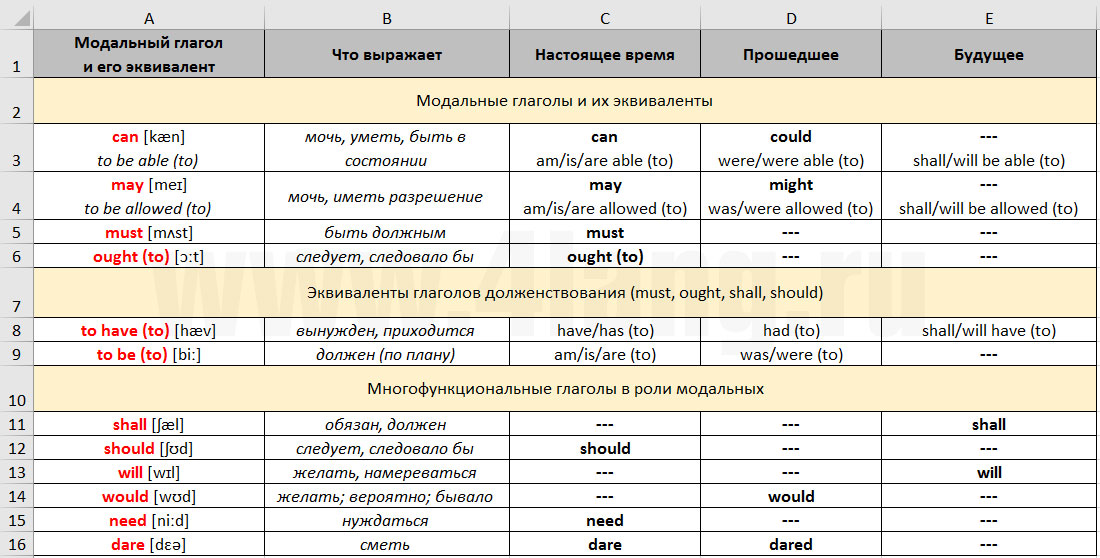 A B C D E
1 Модальный глагол и его эквивалент Что выражает Настоящее время Прошедшее Будущее
2 Модальные глаголы и их эквиваленты
3 can [kæn] мочь, уметь, быть в состоянии can could ---
to be able (to) am/is/are able (to) were/were able (to) shall/will be able (to)
4 may [meɪ] мочь, иметь разрешение may might ---
to be allowed (to) am/is/are allowed (to) was/were allowed (to) shall/will be allowed (to)
5 must [mʌst] быть должным must --- ---
6 ought (to) [ɔ:t] следует, следовало бы ought (to) --- ---
7 Эквиваленты глаголов долженствования (must, ought, shall, should)
8 to have (to) [hæv] вынужден, приходится have/has (to) had (to) shall/will have (to)
9 to be (to) [bi:] должен (по плану) am/is/are (to) was/were (to) ---
10 Многофункциональные глаголы в роли модальных
11 shall [ʃæl] обязан, должен --- --- shall
12 should [ʃʊd] следует, следовало бы should --- ---
13 will [wɪl] желать, намереваться --- --- will
14 would [wʊd] желать; вероятно; бывало --- would ---
15 need [ni:d] нуждаться need --- ---
16 dare [dɛə] сметь dare dared ---
www.4lang.ru